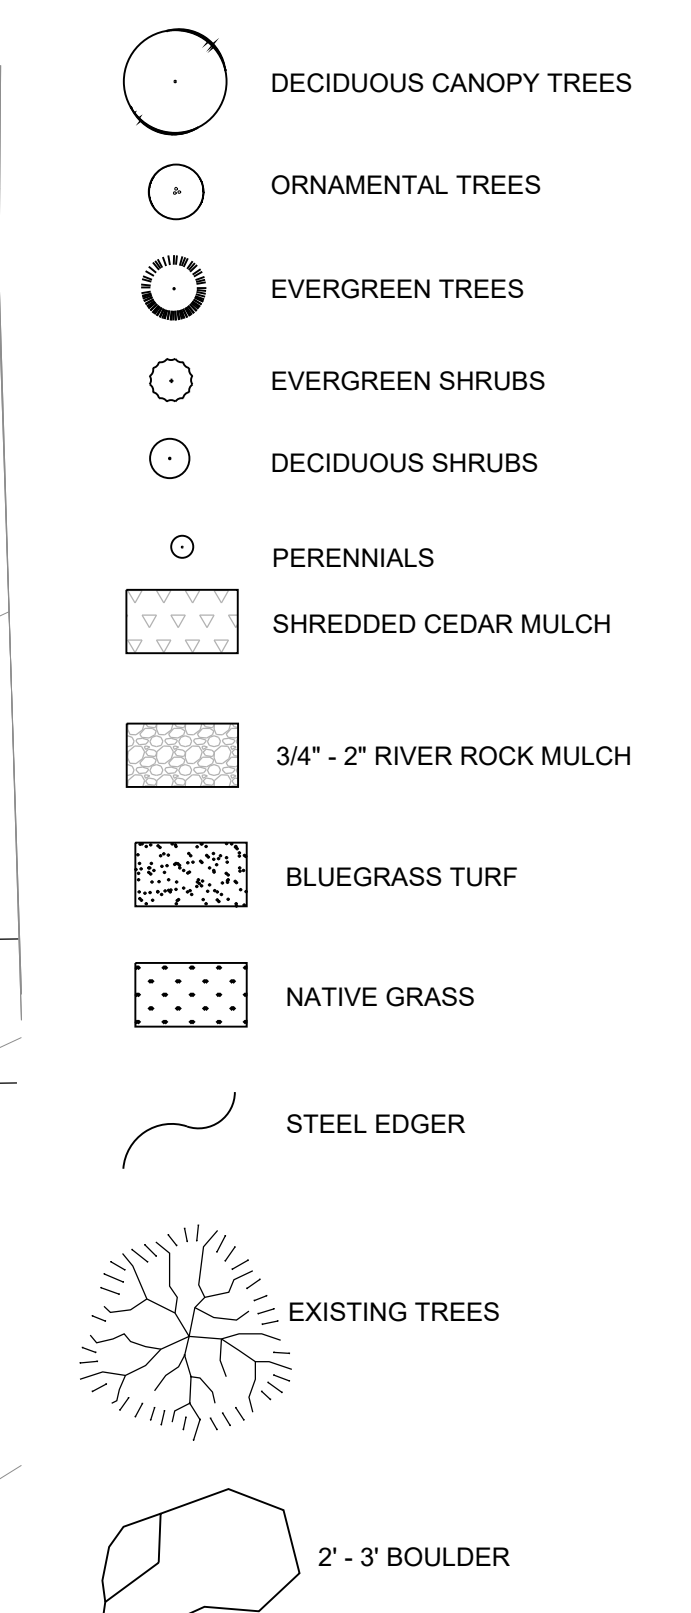 DECIDUOUS CANOPY TREES
ORNAMENTAL TREES
EVERGREEN TREES
EVERGREEN SHRUBS
DECIDUOUS SHRUBS
PERENNIALS
SHREDDED CEDAR MULCH
3/4" - 2" RIVER ROCK MULCH
BLUEGRASS TURF
NATIVE GRASS
STEEL EDGER
EXISTING TREES
2' - 3' BOULDER